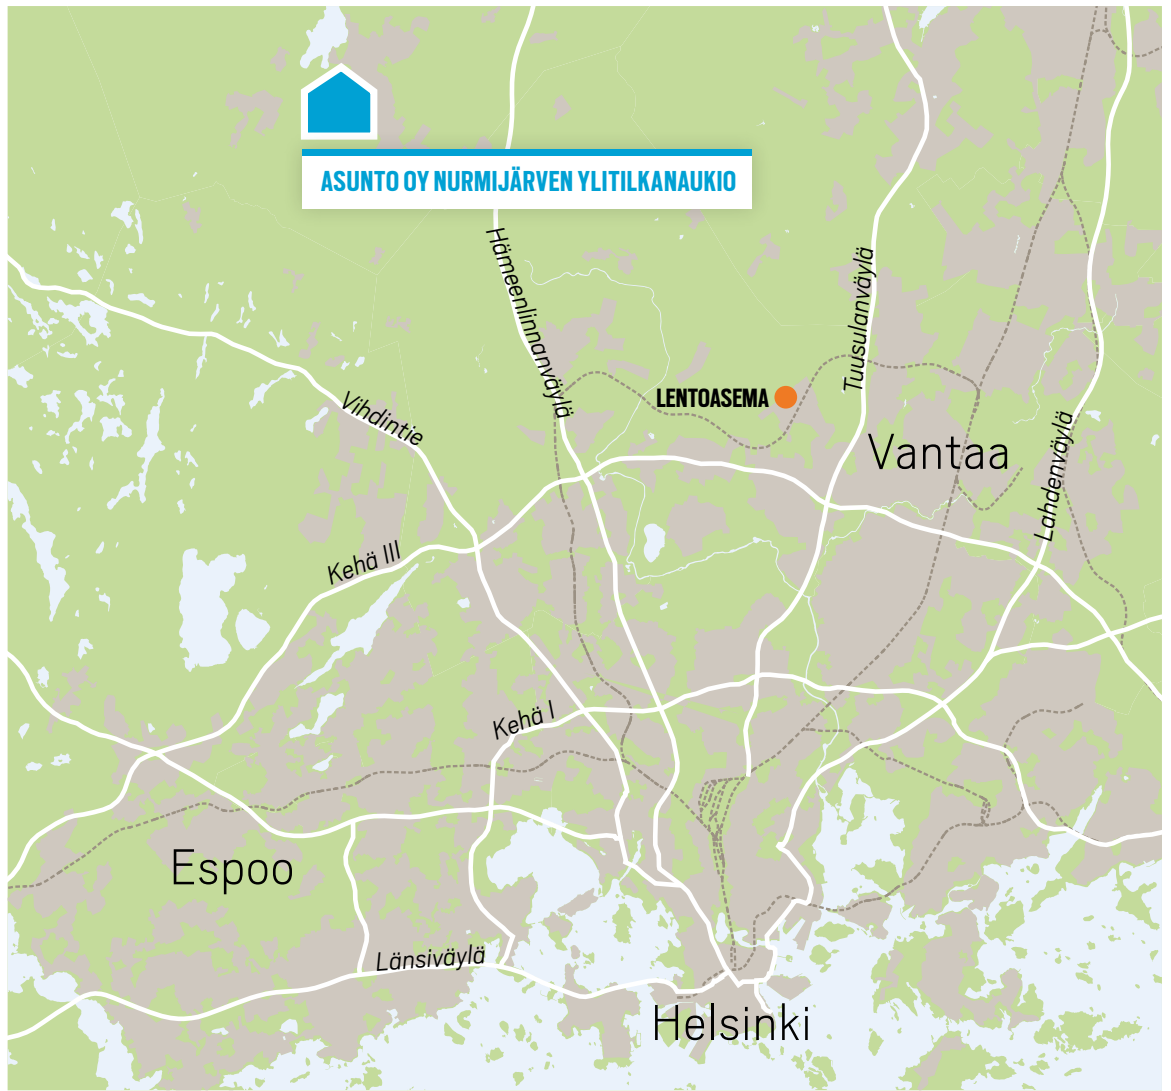 ASUNTO OY NURMIJÄRVEN YLITILKANAUKIO
Hämeenlinnanväylä
Tuusulanväylä
LENTOASEMA
Vihdintie
Vantaa
Lahdenväylä
Kehä III
Kehä I
Espoo
Länsiväylä
Helsinki